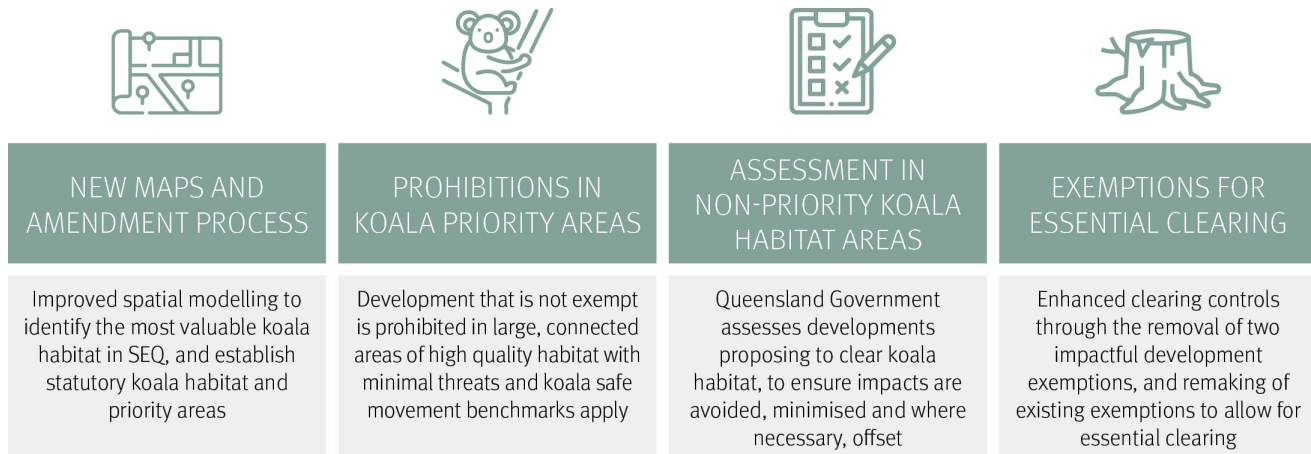 NEW MAPS AND
AMENDMENT PROCESS
Improved spatial modelling to
identify the most valuable koala
habitat in SEQ, and establish
statutory koala habitat and
priority areas
PROHIBITIONS IN
KOALA PRIORITY AREAS
Development that is not exempt
is prohibited in large, connected
areas of high quality habitat with
minimal threats and koala safe
movement benchmarks apply
ASSESSMENT IN
NON-PRIORITY KOALA
HABITAT AREAS
Queensland Government
assesses developments
proposing to clear koala
habitat, to ensure impacts are
avoided, minimised and where
necessary, offset
EXEMPTIONS FOR
ESSENTIAL CLEARING
Enhanced clearing controls
through the removal of two
impactful development
exemptions, and remaking of
existing exemptions to allow for
essential clearing